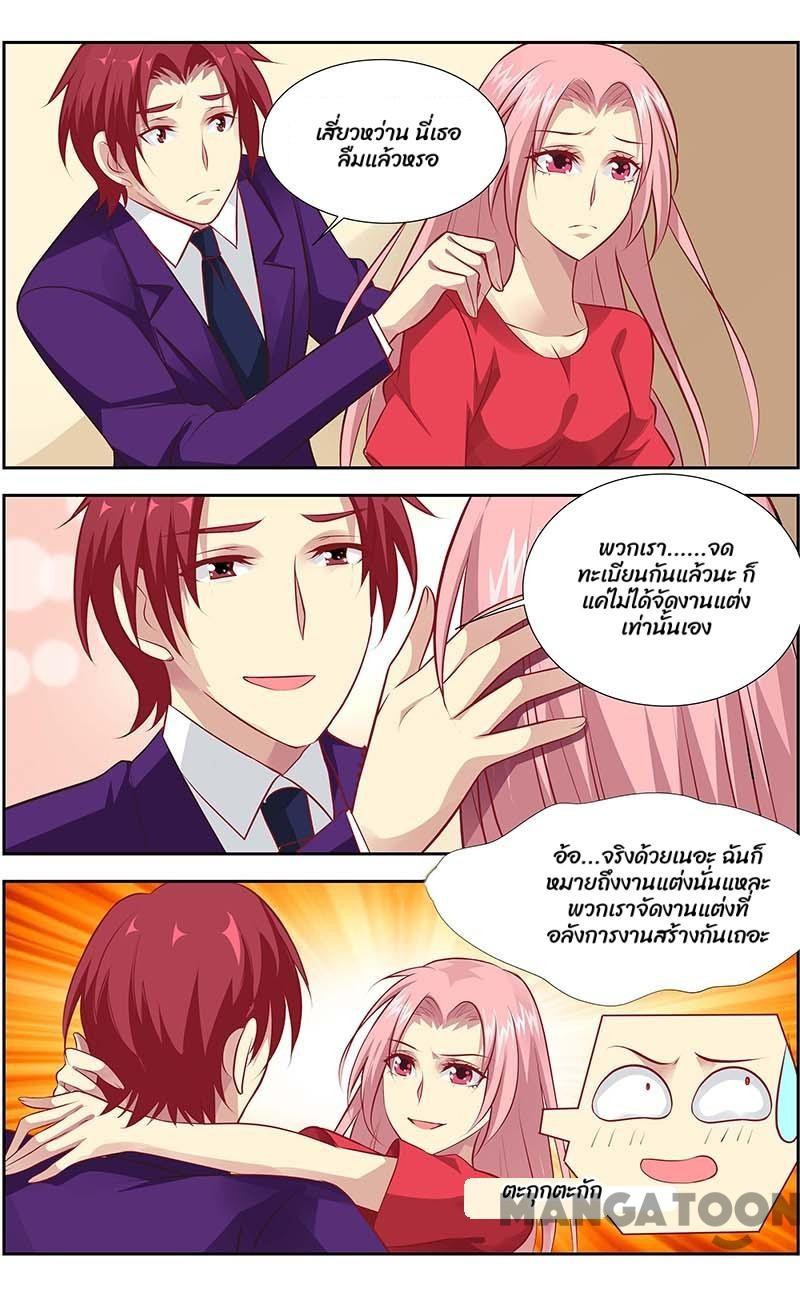 เสี่ยวหว่าน นี่เธอ
ลืมแล้วหรอ
พวกเรา......จด
ทะเบียนกันแล้วนะ ก็
แค่ไม่ได้จัดงานแต่ง
เท่านั้นเอง
อ้อ...จริงด้วยเนอะ ฉันก็
หมายถึงงานแต่งนั่นแหละ
พวกเราจัดงานแต่งที่
อลังการงานสร้างกันเถอะ
ตะกุกตะกัก
MANGATOON